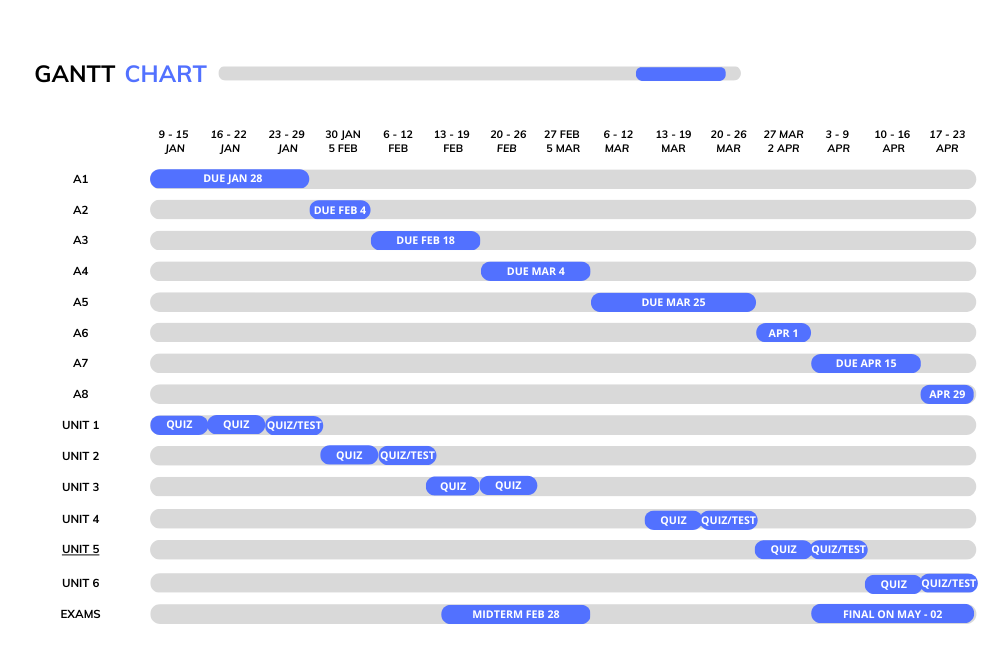 GANTT CHART
9 - 15 16 - 22 23 - 29 30 JAN 6 - 12 13 - 19 20 - 26 27 FEB 6 - 12 13 - 19 20 - 26 27 MAR 3 - 9 10 - 16 17 - 23
JAN JAN JAN 5 FEB FEB FEB FEB 5 MAR MAR MAR MAR 2 APR APR APR APR
A1 DUE JAN 28
A2 DUE FEB 4
A3 DUE FEB 18
A4 DUE MAR 4
A5 DUE MAR 25
A6 APR 1
A7 DUE APR 15
A8 APR 29
UNIT 1 QUIZ QUIZ QUIZ/TEST
UNIT 2 QUIZ QUIZ/TEST
UNIT 3 QUIZ QUIZ
UNIT 4 QUIZ QUIZ/TEST
UNIT 5 QUIZ QUIZ/TEST
UNIT 6 QUIZ QUIZ/TEST
EXAMS MIDTERM FEB 28 FINAL ON MAY - 02